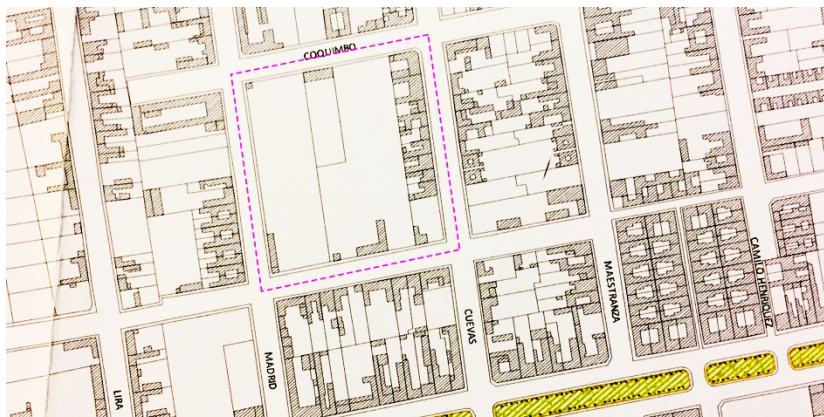 COQUIMBO
LIRA
MADRID
CUEVAS
MAESTRANZA
CAMILO HENRIQUEZ